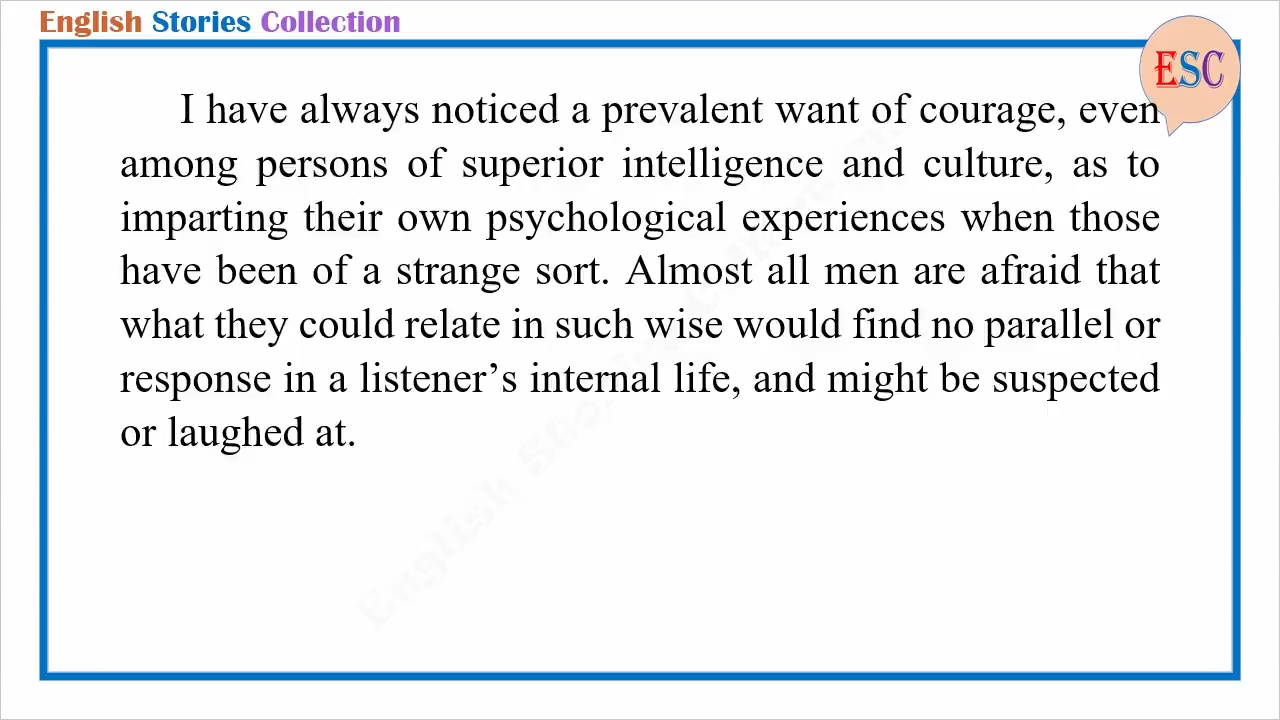 English Stories Collection
ESC
I have always noticed a prevalent want of courage, even
among persons of superior intelligence and culture, as to
imparting their own psychological experiences when those
have been of a strange sort. Almost all men are afraid that
what they could relate in such wise would find no parallel or
response in a listener’s internal life, and might be suspected
or laughed at.
English Stories Collection